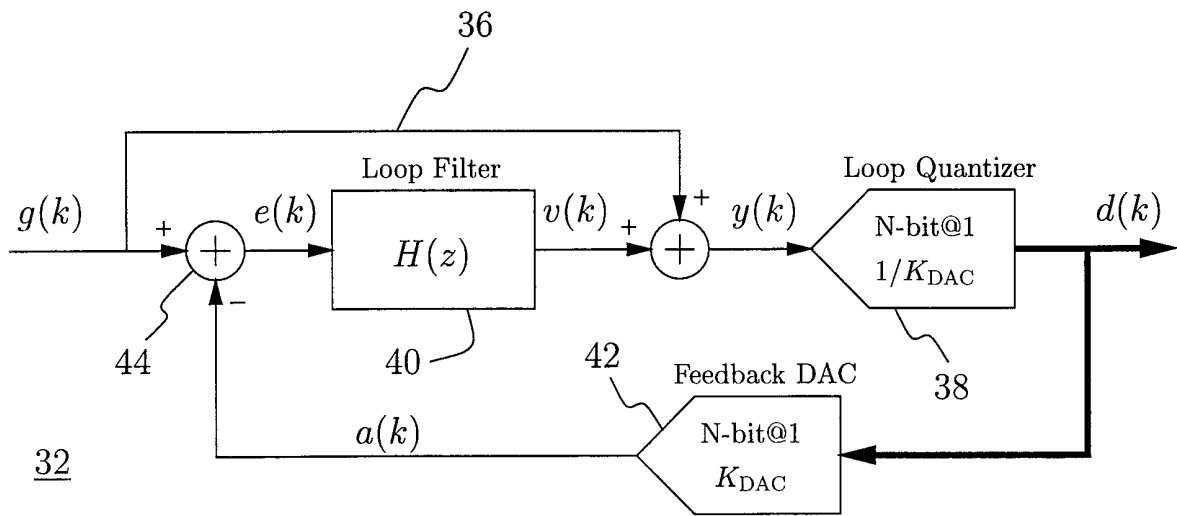 36
Loop Filter
Loop Quantizer
g(k)
+
+
e(k)
H(z)
v(k)
+
+
+
y(k)
N-bit@1
1/K_DAC
d(k)
−
44
40
42
38
Feedback DAC
N-bit@1
K_DAC
a(k)
32